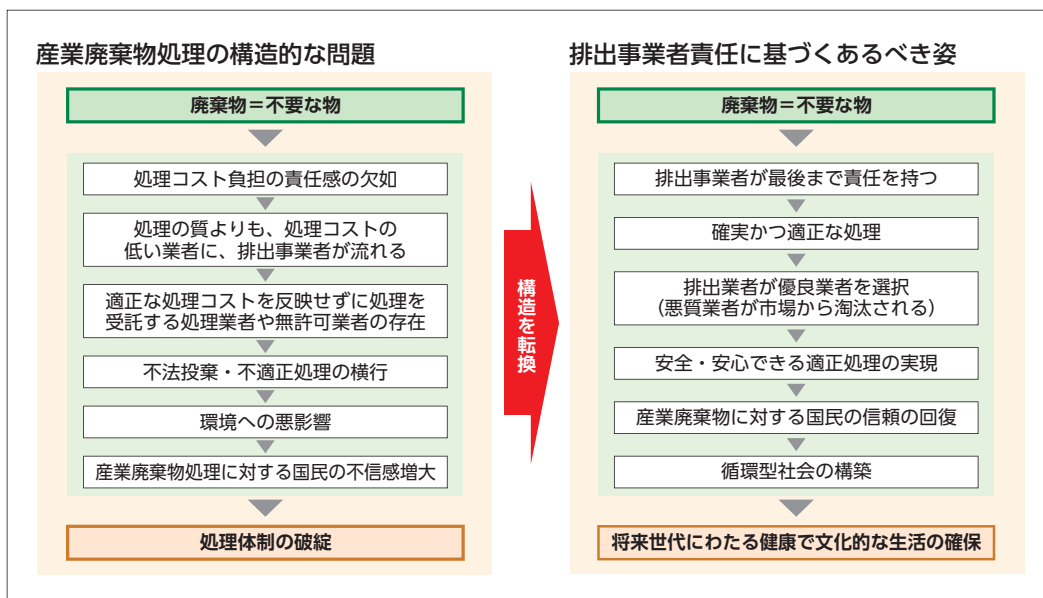 産業廃棄物処理の構造的な問題
廃棄物＝不要な物
処理コスト負担の責任感の欠如
処理の質よりも、処理コストの
低い業者に、排出事業者が流れる
適正な処理コストを反映せずに処理を
受託する処理業者や無許可業者の存在
不法投棄・不適正処理の横行
環境への悪影響
産業廃棄物処理に対する国民の不信感増大
処理体制の破綻
構造を転換
排出事業者責任に基づくあるべき姿
廃棄物＝不要な物
排出事業者が最後まで責任を持つ
確実かつ適正な処理
排出業者が優良業者を選択
（悪質業者が市場から淘汰される）
安全・安心できる適正処理の実現
産業廃棄物に対する国民の信頼の回復
循環型社会の構築
将来世代にわたる健康で文化的な生活の確保